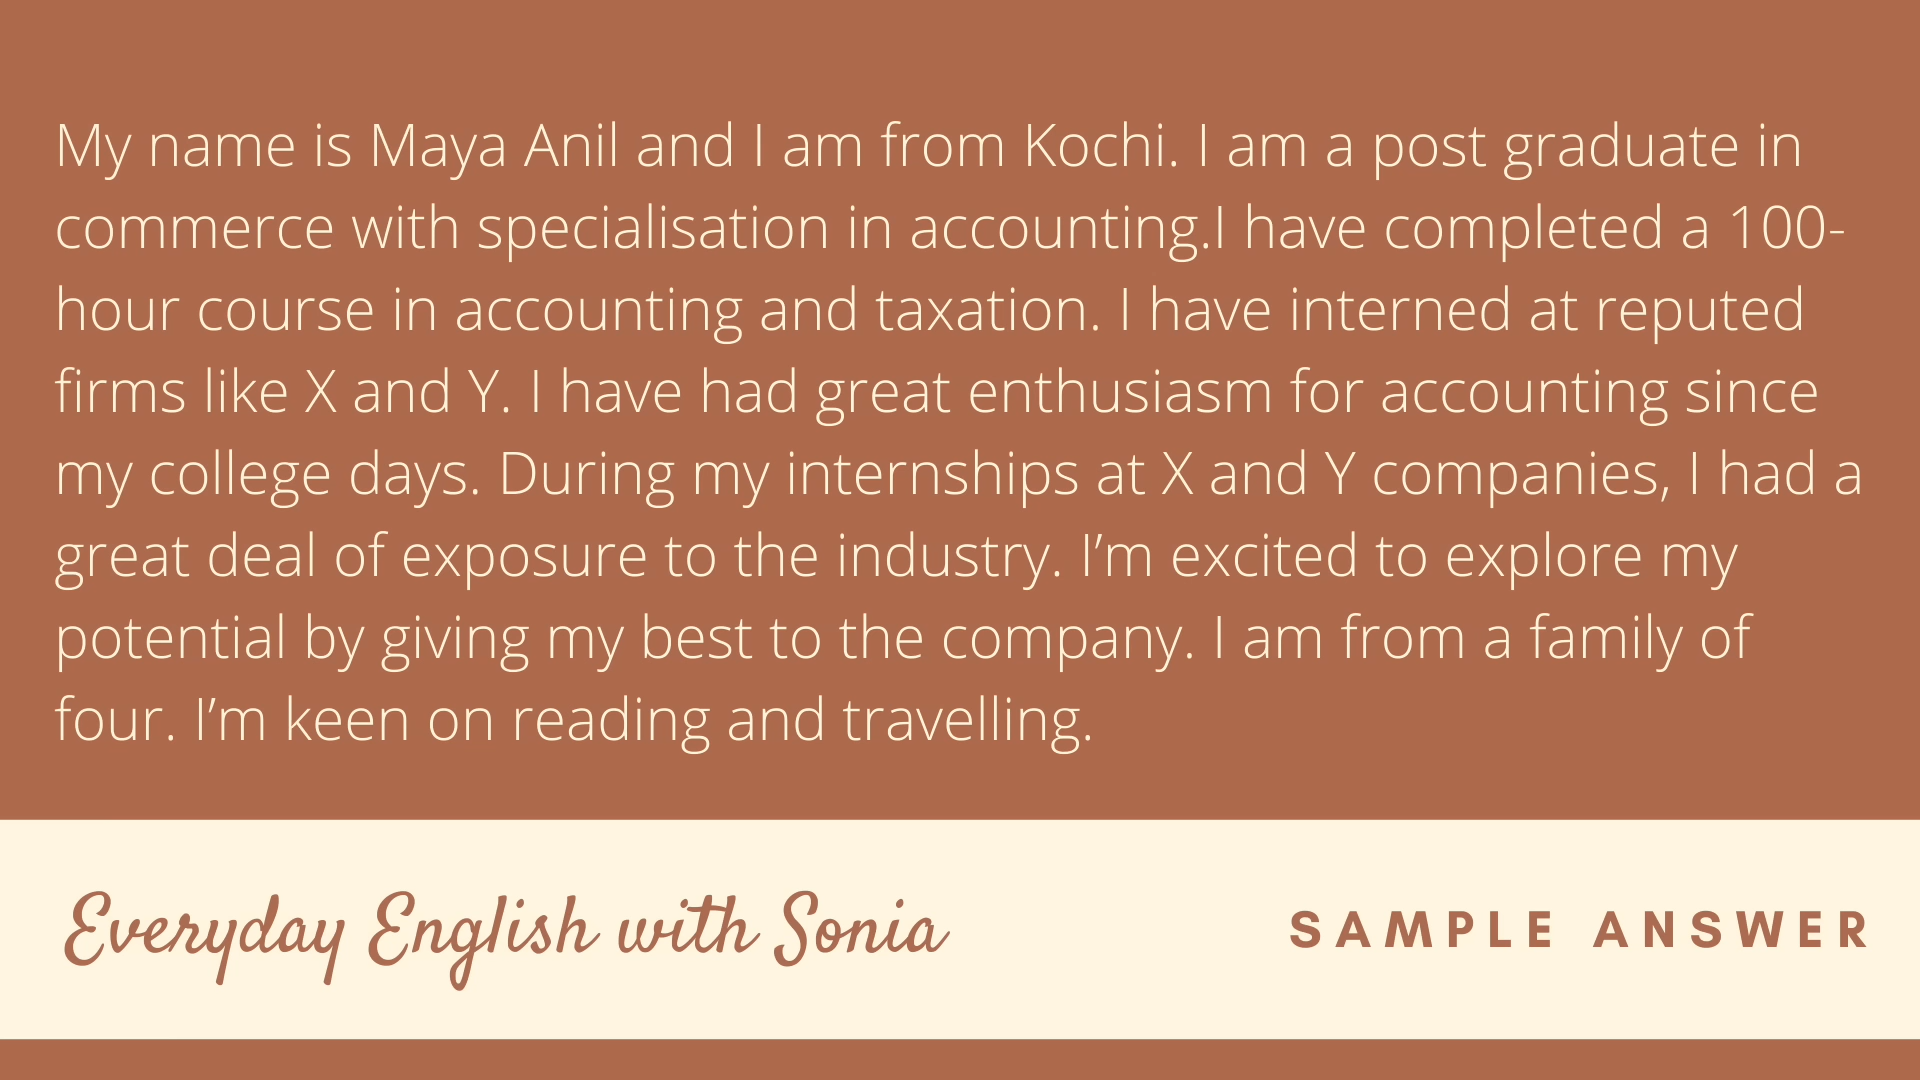 My name is Maya Anil and I am from Kochi. I am a post graduate in
commerce with specialisation in accounting.I have completed a 100-
hour course in accounting and taxation. I have interned at reputed
firms like X and Y. I have had great enthusiasm for accounting since
my college days. During my internships at X and Y companies, I had a
great deal of exposure to the industry. I’m excited to explore my
potential by giving my best to the company. I am from a family of
four. I’m keen on reading and travelling.
Everyday English with Sonia
SAMPLE ANSWER